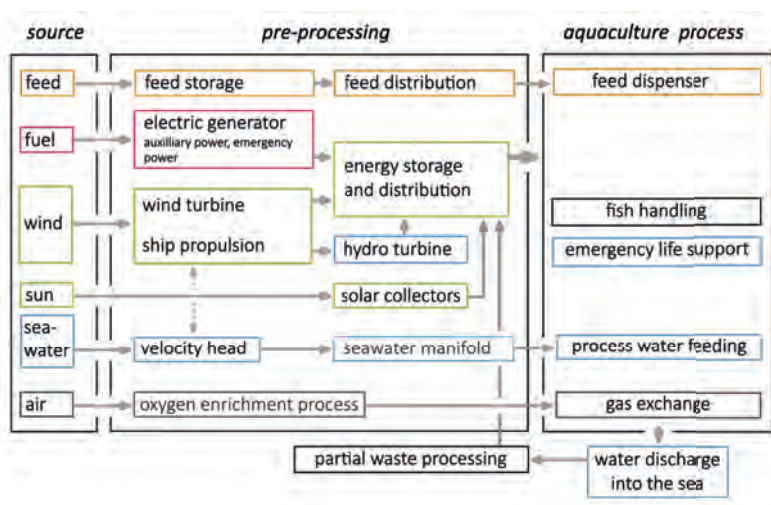 source
pre-processing
aquaculture process
feed
feed storage
feed distribution
feed dispenser
fuel
electric generator
auxilliary power, emergency
power
energy storage
and distribution
wind
wind turbine
ship propulsion
hydro turbine
fish handling
emergency life support
sun
solar collectors
sea-
water
velocity head
seawater manifold
process water feeding
air
oxygen enrichment process
gas exchange
partial waste processing
water discharge
into the sea